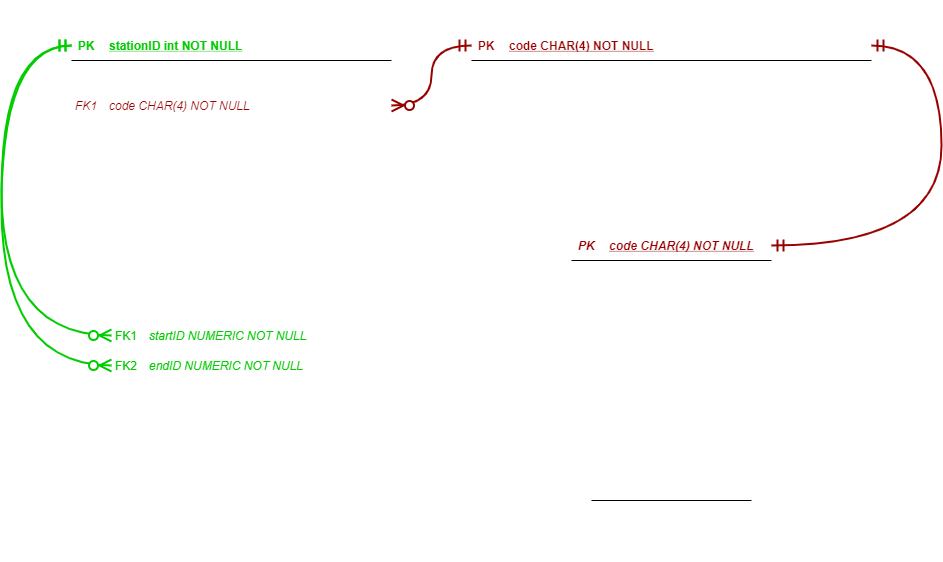 PK stationID int NOT NULL
PK code CHAR(4) NOT NULL
FK1 code CHAR(4) NOT NULL
PK code CHAR(4) NOT NULL
FK1 startID NUMERIC NOT NULL
FK2 endID NUMERIC NOT NULL